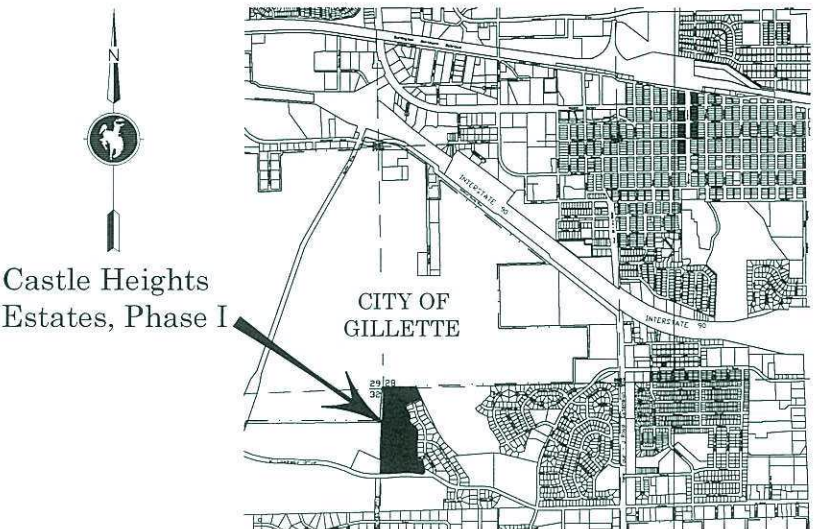 N
Castle Heights
Estates, Phase I
CITY OF
GILLETTE
INTERSTATE 90
INTERSTATE 90
29 28
32